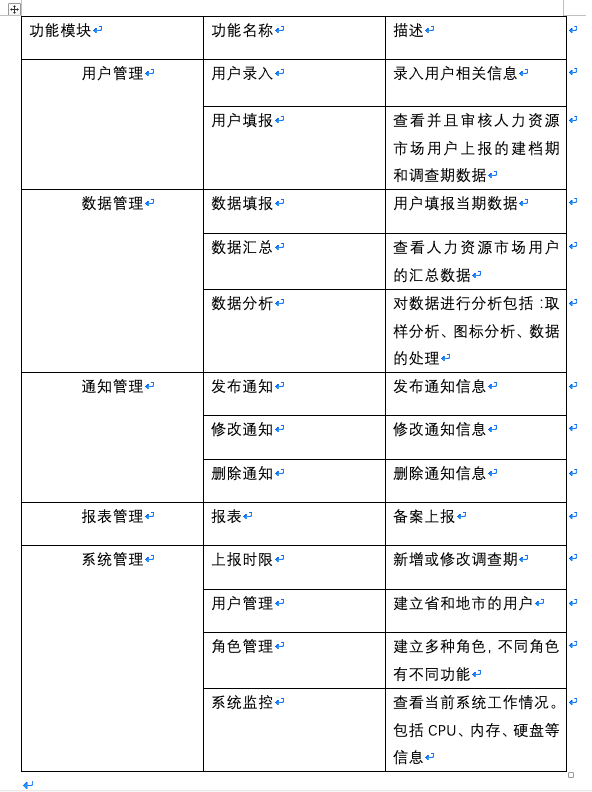 功能模块 功能名称 描述
用户管理 用户录入 录入用户相关信息
用户填报 查看并且审核人力资源
市场用户上报的建档期
和调查期数据
数据管理 数据填报 用户填报当期数据
数据汇总 查看人力资源市场用户
的汇总数据
数据分析 对数据进行分析包括：取
样分析、图标分析、数据
的处理
通知管理 发布通知 发布通知信息
修改通知 修改通知信息
删除通知 删除通知信息
报表管理 报表 备案上报
系统管理 上报时限 新增或修改调查期
用户管理 建立省和地市的用户
角色管理 建立多种角色，不同角色
有不同功能
系统监控 查看当前系统工作情况。
包括 CPU、内存、硬盘等
信息